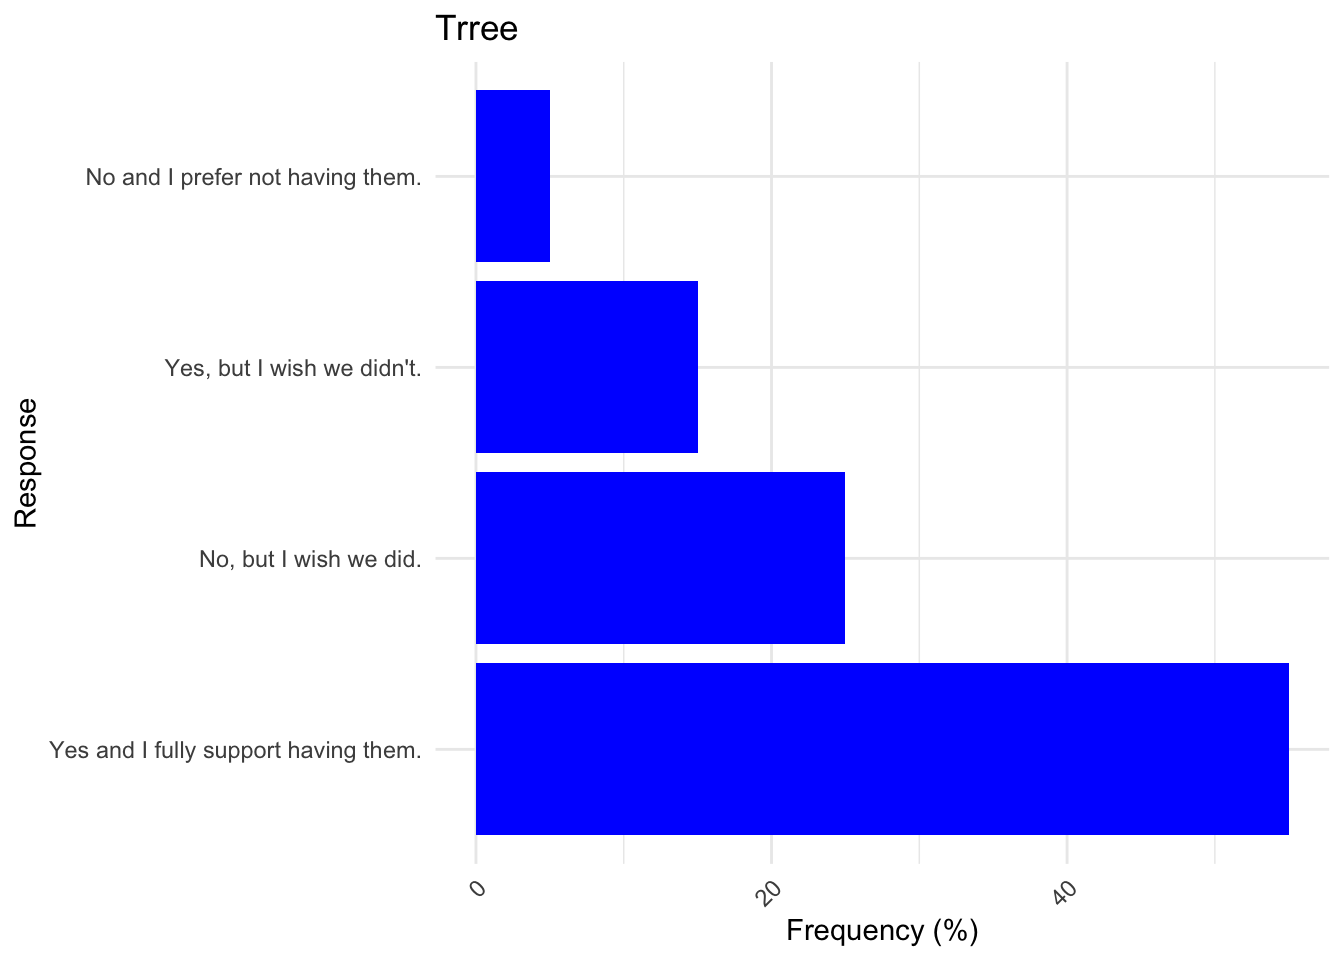 Trree
Response
No and I prefer not having them.
Yes, but I wish we didn't.
No, but I wish we did.
Yes and I fully support having them.
0
20
40
Frequency (%)